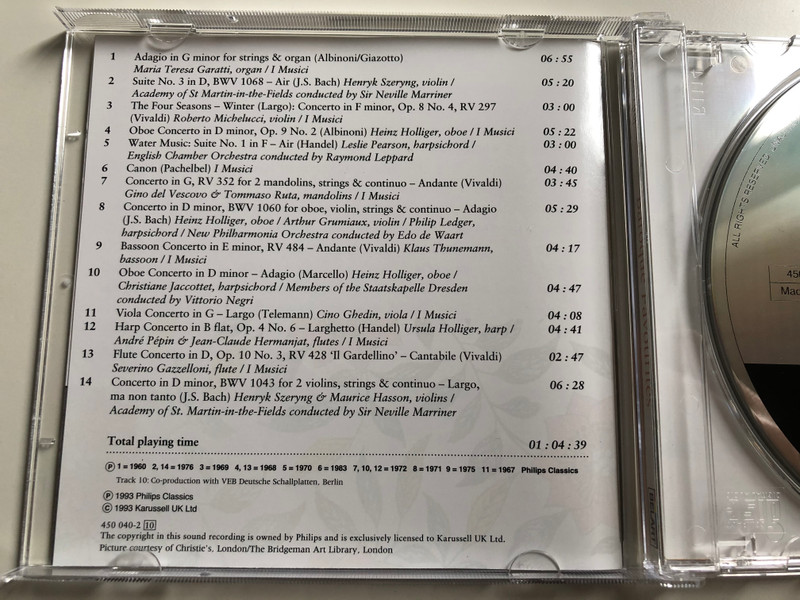 1 Adagio in G minor for strings & organ (Albinoni/Giazotto) 06 : 55
Maria Teresa Garatti, organ / I Musici
2 Suite No. 3 in D, BWV 1068 – Air (J.S. Bach) Henryk Szeryng, violin / 05 : 20
Academy of St Martin-in-the-Fields conducted by Sir Neville Marriner
3 The Four Seasons – Winter (Largo): Concerto in F minor, Op. 8 No. 4, RV 297 03 : 00
(Vivaldi) Roberto Michelucci, violin / I Musici
4 Oboe Concerto in D minor, Op. 9 No. 2 (Albinoni) Heinz Holliger, oboe / I Musici 05 : 22
5 Water Music: Suite No. 1 in F – Air (Handel) Leslie Pearson, harpsichord / 03 : 00
English Chamber Orchestra conducted by Raymond Leppard
6 Canon (Pachelbel) I Musici 04 : 40
7 Concerto in G, RV 352 for 2 mandolins, strings & continuo – Andante (Vivaldi) 03 : 45
Gino del Vescovo & Tommaso Ruta, mandolins / I Musici
8 Concerto in D minor, BWV 1060 for oboe, violin, strings & continuo – Adagio 05 : 29
(J.S. Bach) Heinz Holliger, oboe / Arthur Grumiaux, violin / Philip Ledger,
harpsichord / New Philharmonia Orchestra conducted by Edo de Waart
9 Bassoon Concerto in E minor, RV 484 – Andante (Vivaldi) Klaus Thunemann, 04 : 17
bassoon / I Musici
10 Oboe Concerto in D minor – Adagio (Marcello) Heinz Holliger, oboe /
Christiane Jaccottet, harpsichord / Members of the Staatskapelle Dresden 04 : 47
conducted by Vittorio Negri
11 Viola Concerto in G – Largo (Telemann) Cino Ghedin, viola / I Musici 04 : 08
12 Harp Concerto in B flat, Op. 4 No. 6 – Larghetto (Handel) Ursula Holliger, harp / 04 : 41
André Pépin & Jean-Claude Hermanjat, flutes / I Musici
13 Flute Concerto in D, Op. 10 No. 3, RV 428 'Il Gardellino' – Cantabile (Vivaldi) 02 : 47
Severino Gazzelloni, flute / I Musici
14 Concerto in D minor, BWV 1043 for 2 violins, strings & continuo – Largo, 06 : 28
ma non tanto (J.S. Bach) Henryk Szeryng & Maurice Hasson, violins /
Academy of St. Martin-in-the-Fields conducted by Sir Neville Marriner
Total playing time 01 : 04 : 39
Ⓟ 1 = 1960 2, 14 = 1976 3 = 1969 4, 13 = 1968 5 = 1970 6 = 1983 7, 10, 12 = 1972 8 = 1971 9 = 1975 11 = 1967 Philips Classics
Track 10: Co-production with VEB Deutsche Schallplatten, Berlin
Ⓟ 1993 Philips Classics
© 1993 Karussell UK Ltd
450 040-2 10
The copyright in this sound recording is owned by Philips and is exclusively licensed to Karussell UK Ltd.
Picture courtesy of Christie's, London/The Bridgeman Art Library, London
ALL RIGHTS RESERVED
450
Mad